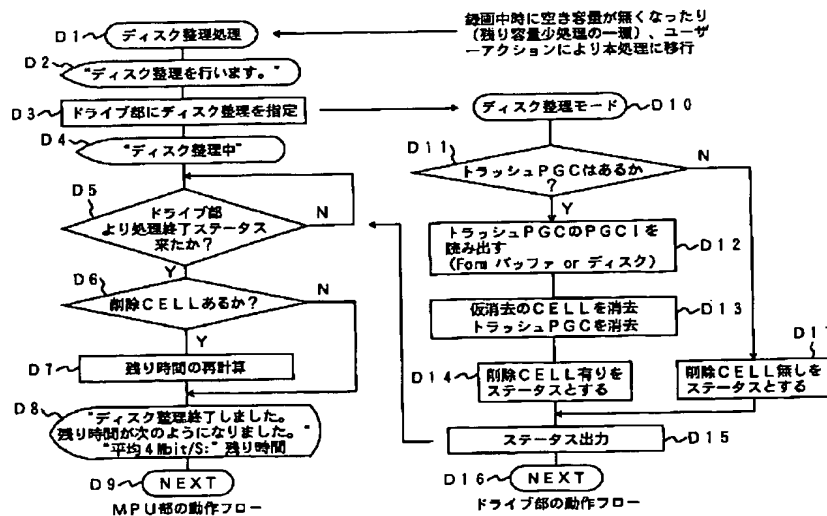 D1
ディスク整理処理
録画中時に空き容量が無くなったり
（残り容量少処理の一環）、ユーザ
ーアクションにより本処理に移行
D2
"ディスク整理を行います。"
D3
ドライブ部にディスク整理を指定
D4
"ディスク整理中"
D5
ドライブ部
より処理終了ステータス
来たか？
N
Y
D6
削除CELLあるか？
N
Y
D7
残り時間の再計算
D8
"ディスク整理終了しました。
残り時間が次のようになりました。"
"平均4Mbit/S:"残り時間
D9
NEXT
MPU部の動作フロー
ディスク整理モード
D10
D11
トラッシュPGCはあるか
？
N
Y
トラッシュPGCのPGCIを
読み出す
（Form バッファ or ディスク）
D12
仮消去のCELLを消去
トラッシュPGCを消去
D13
D14
削除CELL有りを
ステータスとする
削除CELL無しを
ステータスとする
ステータス出力
D15
D16
NEXT
ドライブ部の動作フロー